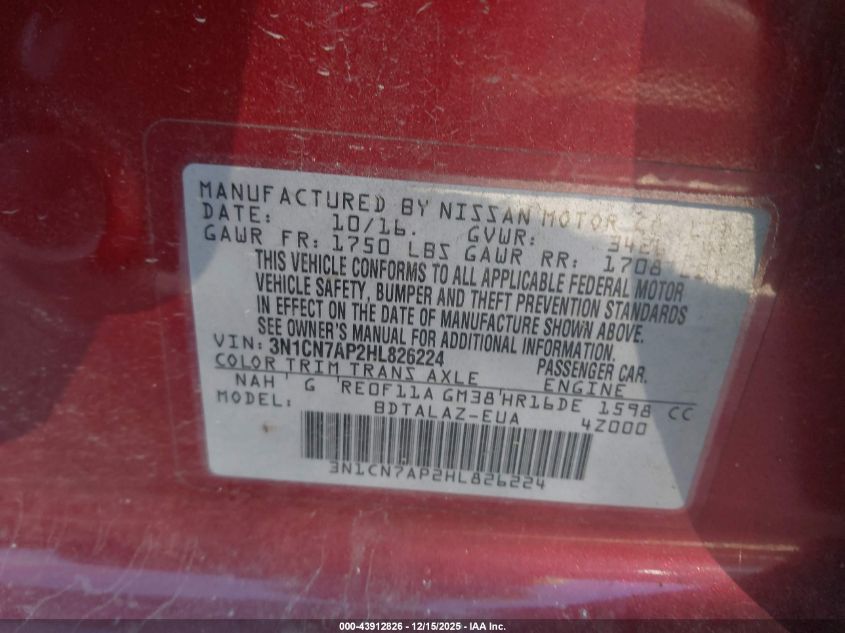 MANUFACTURED BY NISSAN MOTOR CO.
DATE: 10/16. GVWR:
GAWR FR: 1750 LBS GAWR RR: 1708
THIS VEHICLE CONFORMS TO ALL APPLICABLE FEDERAL MOTOR
VEHICLE SAFETY, BUMPER AND THEFT PREVENTION STANDARDS
IN EFFECT ON THE DATE OF MANUFACTURE SHOWN ABOVE.
SEE OWNER'S MANUAL FOR ADDITIONAL INFORMATION.
VIN: 3N1CN7AP2HL826224 PASSENGER CAR.
COLOR TRIM TRANS AXLE ENGINE
NAH G RE0F11A GM38 HR16DE 1598 CC
MODEL: BDTALAZ-EUA 4Z000
3N1CN7AP2HL826224
000-43912826 - 12/15/2025 - IAA Inc.